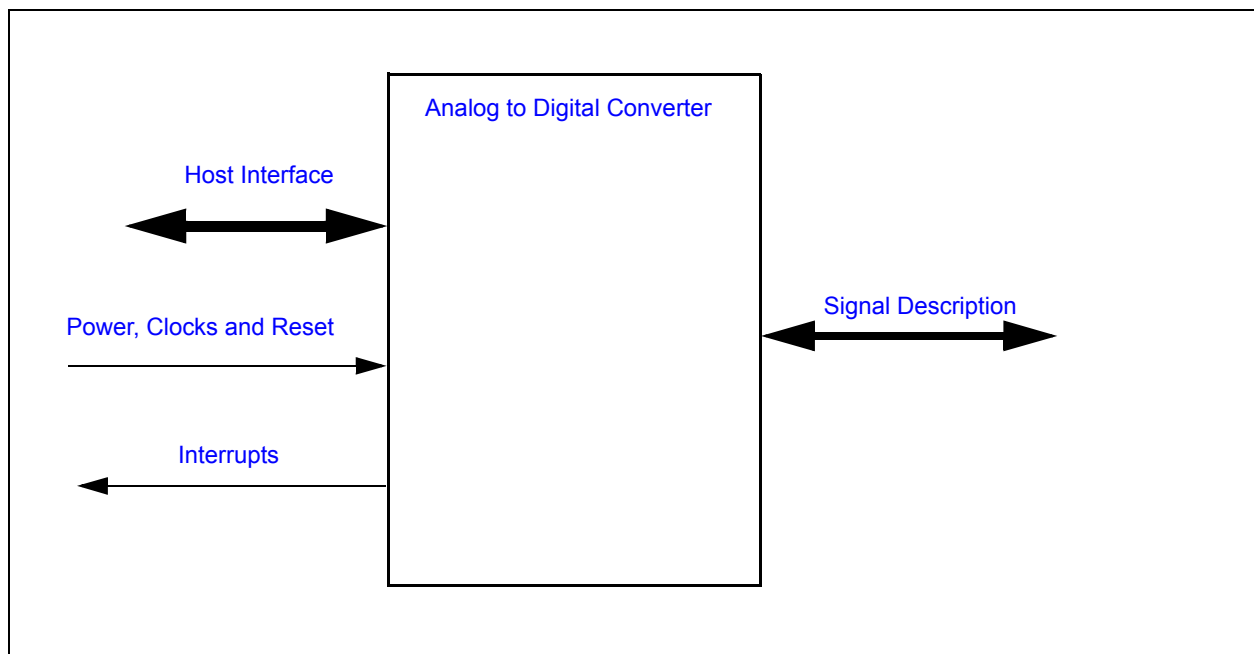 Analog to Digital Converter
Host Interface
Signal Description
Power, Clocks and Reset
Interrupts